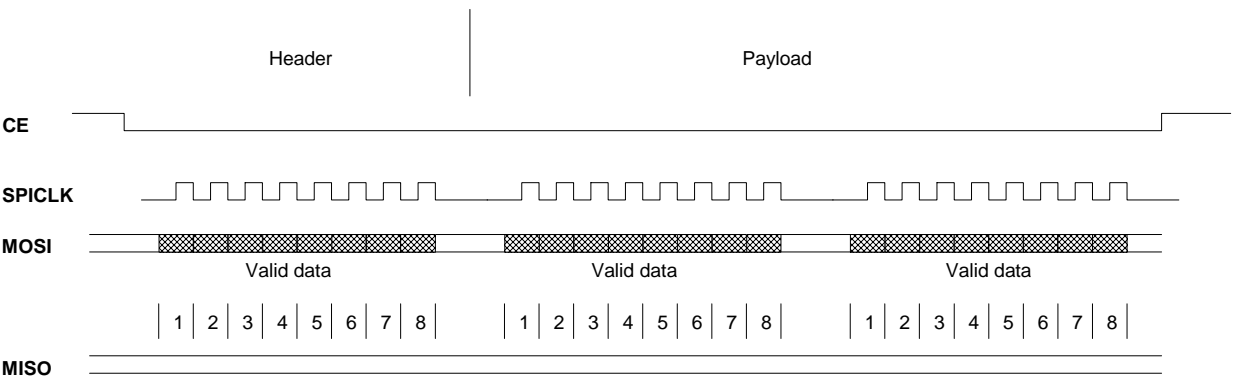 Header Payload
CE
SPICLK
MOSI
Valid data Valid data Valid data
1 2 3 4 5 6 7 8 1 2 3 4 5 6 7 8 1 2 3 4 5 6 7 8
MISO